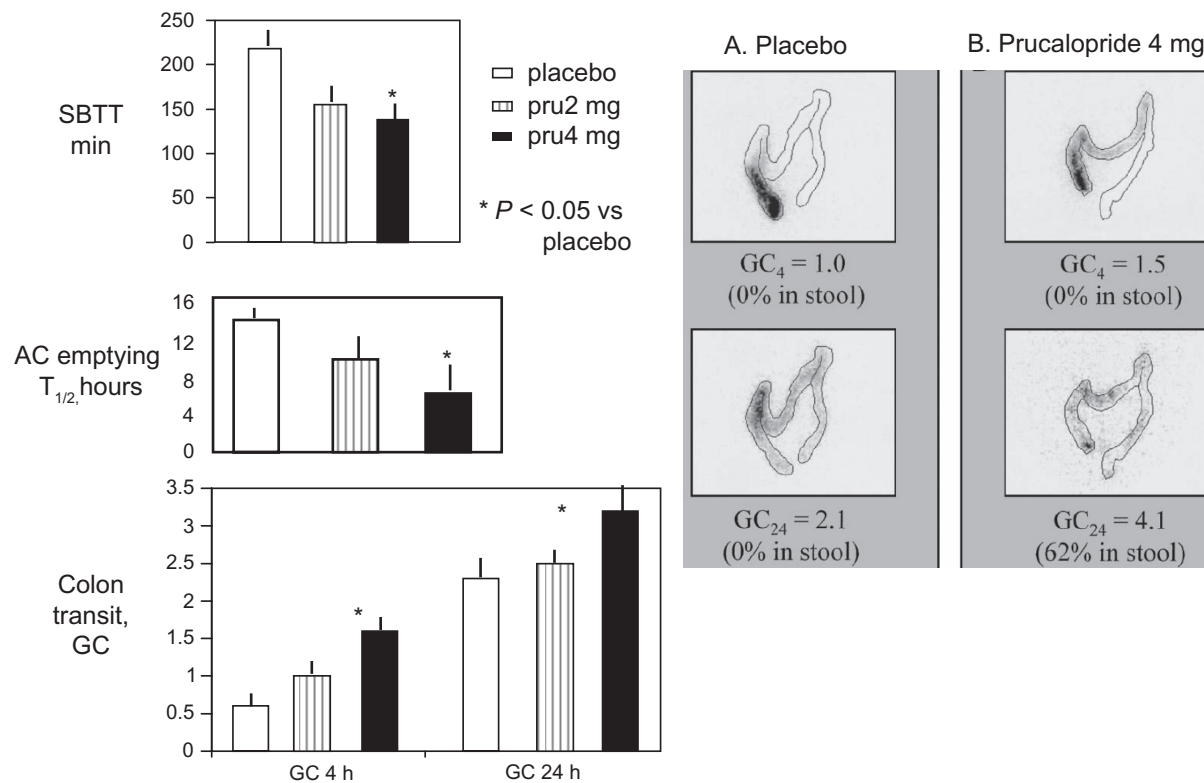 SBTT
min
250
200
150
100
50
0
*
placebo
pru2 mg
pru4 mg
* P < 0.05 vs
placebo
AC emptying
T1/2, hours
16
12
8
4
0
*
Colon
transit,
GC
3.5
3
2.5
2
1.5
1
0.5
0
*
*
GC 4 h
GC 24 h
A. Placebo
GC4 = 1.0
(0% in stool)
GC24 = 2.1
(0% in stool)
B. Prucalopride 4 mg
GC4 = 1.5
(0% in stool)
GC24 = 4.1
(62% in stool)